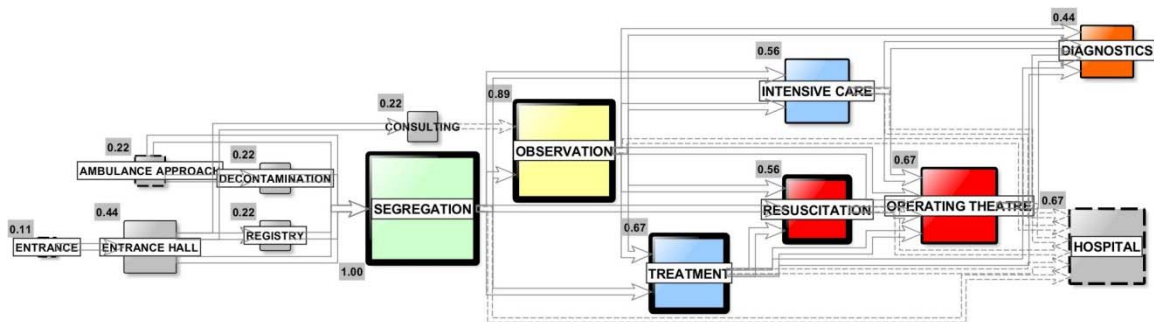 0.44
DIAGNOSTICS
0.56
INTENSIVE CARE
0.22
CONSULTING
0.89
OBSERVATION
0.22
AMBULANCE APPROACH
0.22
DECONTAMINATION
SEGREGATION
1.00
0.56
RESUSCITATION
0.67
OPERATING THEATRE
0.67
HOSPITAL
0.11
ENTRANCE
0.44
ENTRANCE HALL
0.22
REGISTRY
0.67
TREATMENT